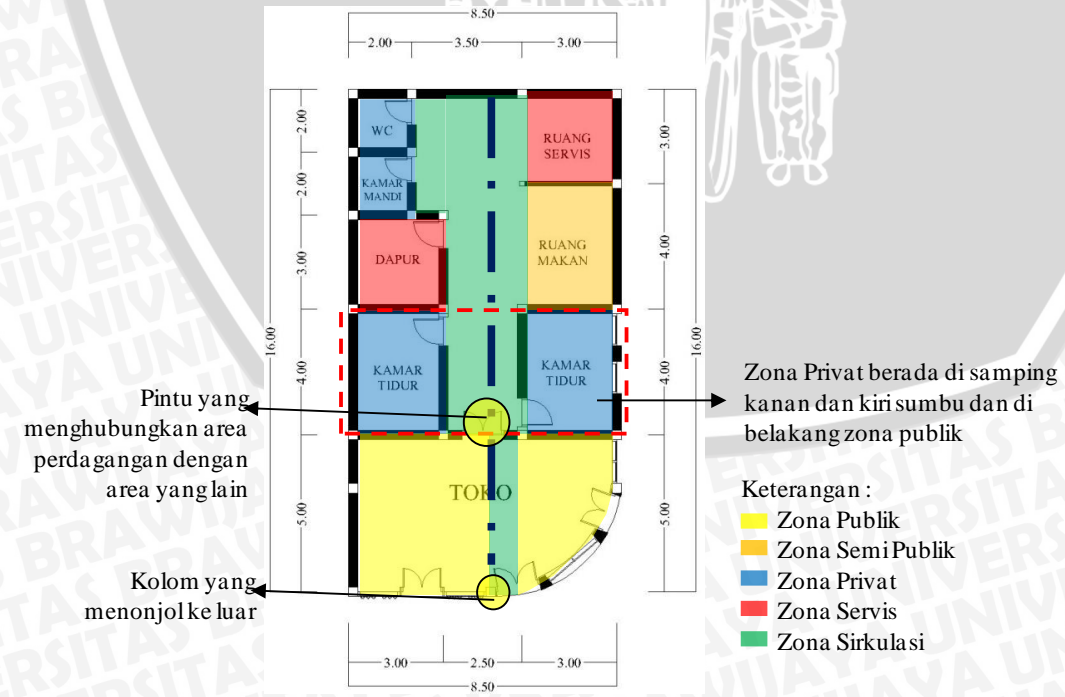 8.50
2.00
3.50
3.00
2.00
2.00
3.00
4.00
5.00
16.00
3.00
4.00
4.00
5.00
16.00
WC
KAMAR
MANDI
DAPUR
KAMAR
TIDUR
RUANG
SERVIS
RUANG
MAKAN
KAMAR
TIDUR
TOKO
3.00
2.50
3.00
8.50
Pintu yang
menghubungkan area
perdagangan dengan
area yang lain
Kolom yang
menonjol ke luar
Zona Privat berada di samping
kanan dan kiri sumbu dan di
belakang zona publik
Keterangan :
Zona Publik
Zona Semi Publik
Zona Privat
Zona Servis
Zona Sirkulasi